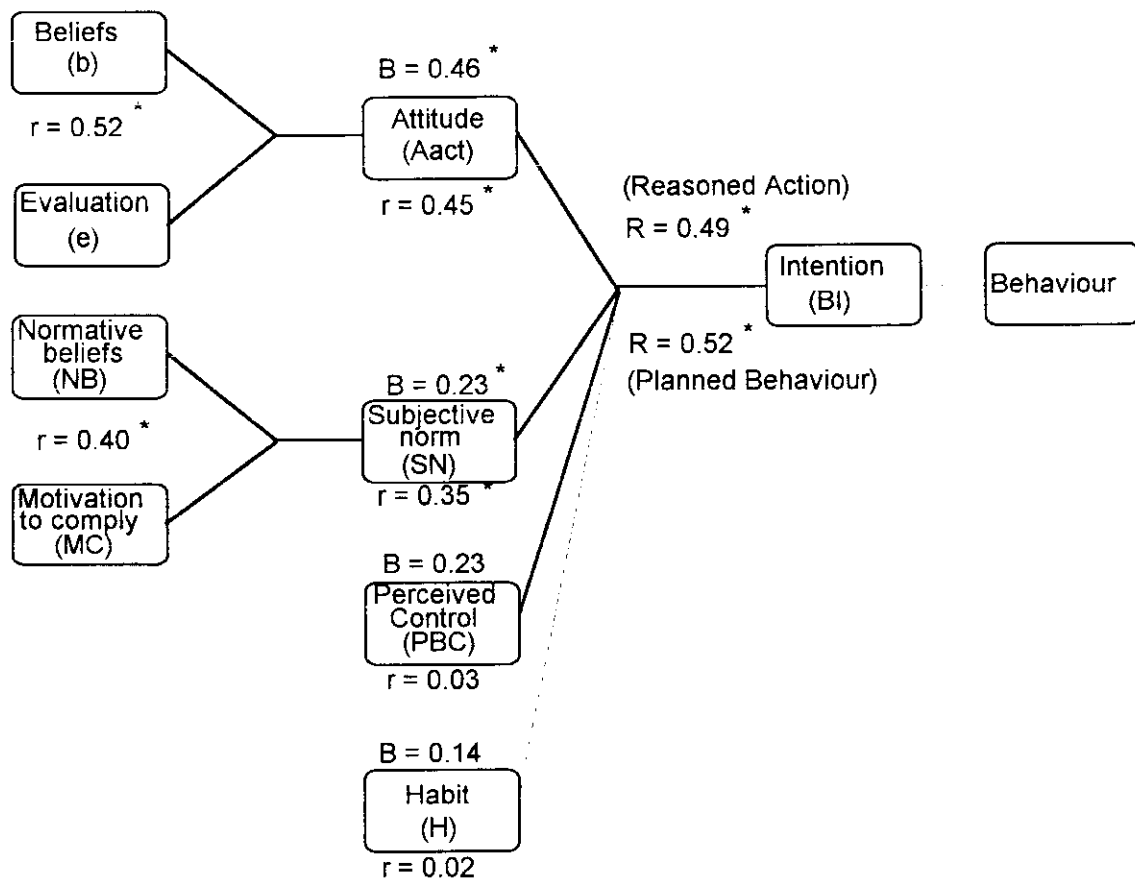 Beliefs
(b)
r = 0.52 *
Evaluation
(e)
Normative
beliefs
(NB)
r = 0.40 *
Motivation
to comply
(MC)
B = 0.46 *
Attitude
(Aact)
r = 0.45 *
B = 0.23 *
Subjective
norm
(SN)
r = 0.35 *
B = 0.23
Perceived
Control
(PBC)
r = 0.03
B = 0.14
Habit
(H)
r = 0.02
(Reasoned Action)
R = 0.49 *
R = 0.52 *
(Planned Behaviour)
Intention
(BI)
Behaviour